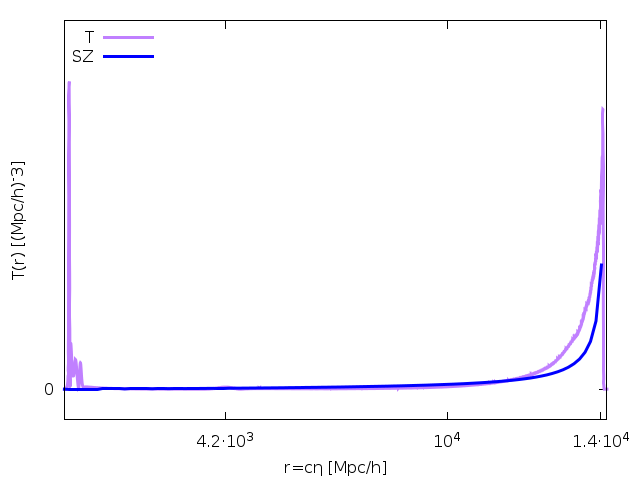 T
SZ
T(r) [(Mpc/h)^-3]
0
4.2·10³
10⁴
1.4·10⁴
r=cη [Mpc/h]